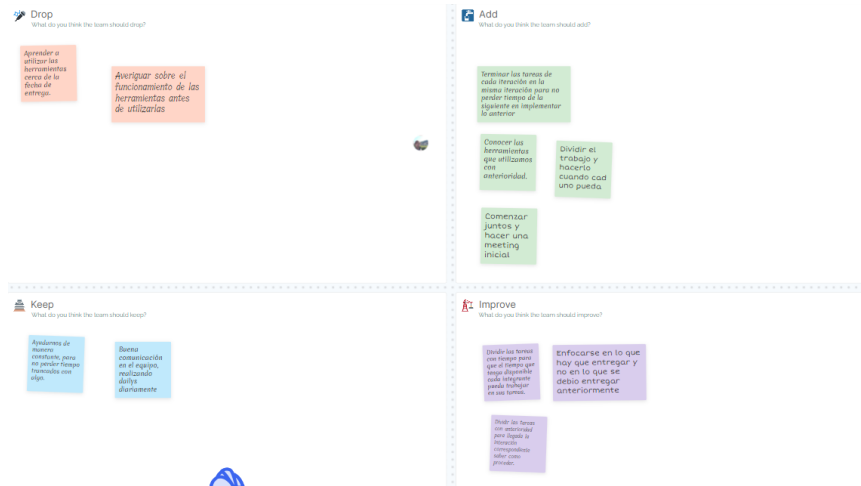 Drop
What do you think the team should drop?
Aprender a
utilizar las
herramientas
cerca de la
fecha de
entrega.
Averiguar sobre el
funcionamiento de las
herramientas antes
de utilizarlas
Add
What do you think the team should add?
Terminar las tareas de
cada iteración en la
misma iteración para no
perder tiempo de la
siguiente en implementar
lo anterior
Conocer las
herramientas
que utilizamos
con
anterioridad.
Dividir el
trabajo y
hacerlo
cuando cad
uno pueda
Comenzar
juntos y
hacer una
meeting
inicial
Keep
What do you think the team should keep?
Ayudarnos de
manera
constante, para
no perder tiempo
trancados con
algo.
Buena
comunicación
en el equipo,
realizando
dailys
diariamente
Improve
What do you think the team should improve?
Dividir las tareas
con tiempo para
que el tiempo que
tenga disponible
cada integrante
pueda trabajar
en sus tareas.
Enfocarse en lo que
hay que entregar y
no en lo que se
debio entregar
anteriormente
Dividir las tareas
con anterioridad
para llegada la
correspondiente
saber como
proceder.